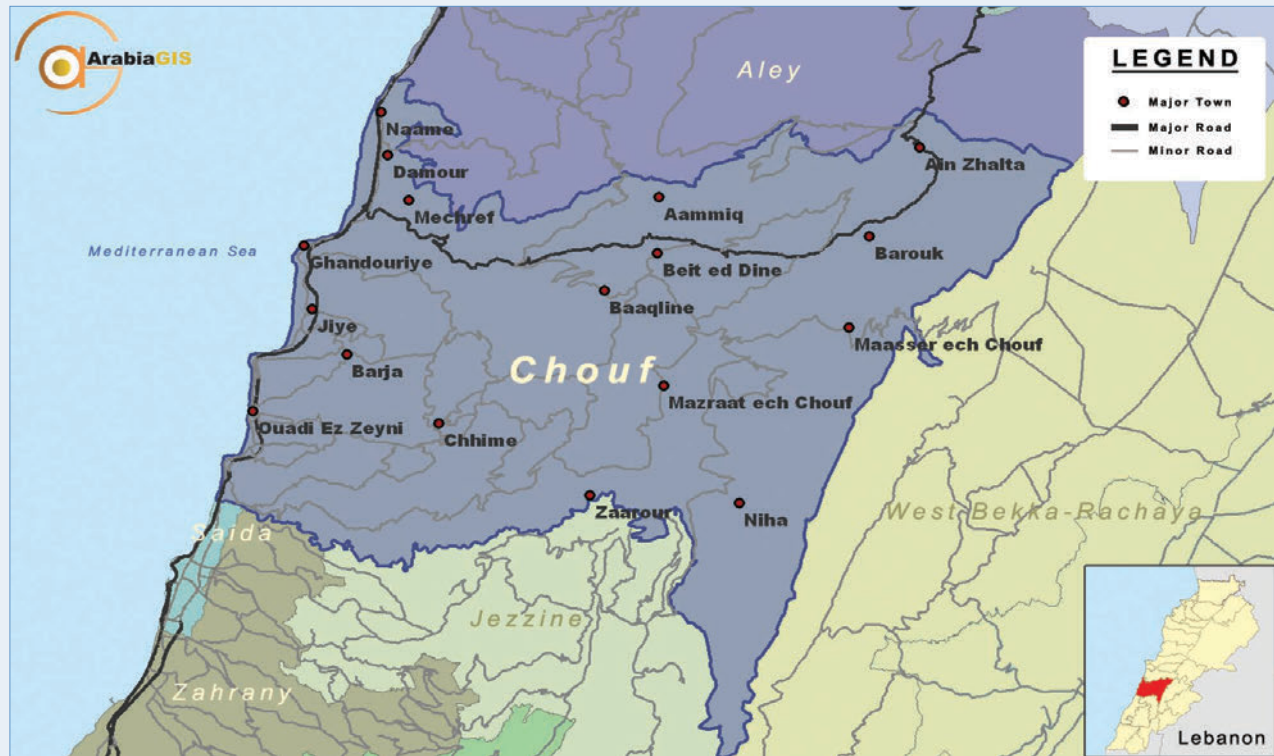 ArabiaGIS
LEGEND
Major Town
Major Road
Minor Road
Aley
Naame
Damour
Ain Zhalta
Mechref
Aammiq
Mediterranean Sea
Ghandouriye
Beit ed Dine
Barouk
Baaqline
Jiye
Maasser ech Chouf
Barja
Chouf
Mazraat ech Chouf
Ouadi Ez Zeyni
Chhime
Zaarour
Niha
West Bekka-Rachaya
Saida
Jezzine
Zahrany
Lebanon